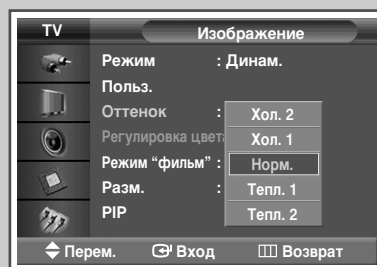 TV Изображение
Режим : Динам.
Польз.
Оттенок : Хол. 2
Регулировка цвет Хол. 1
Режим “фильм” : Норм.
Разм. : Тепл. 1
PIP Тепл. 2
Перем. Вход Возврат